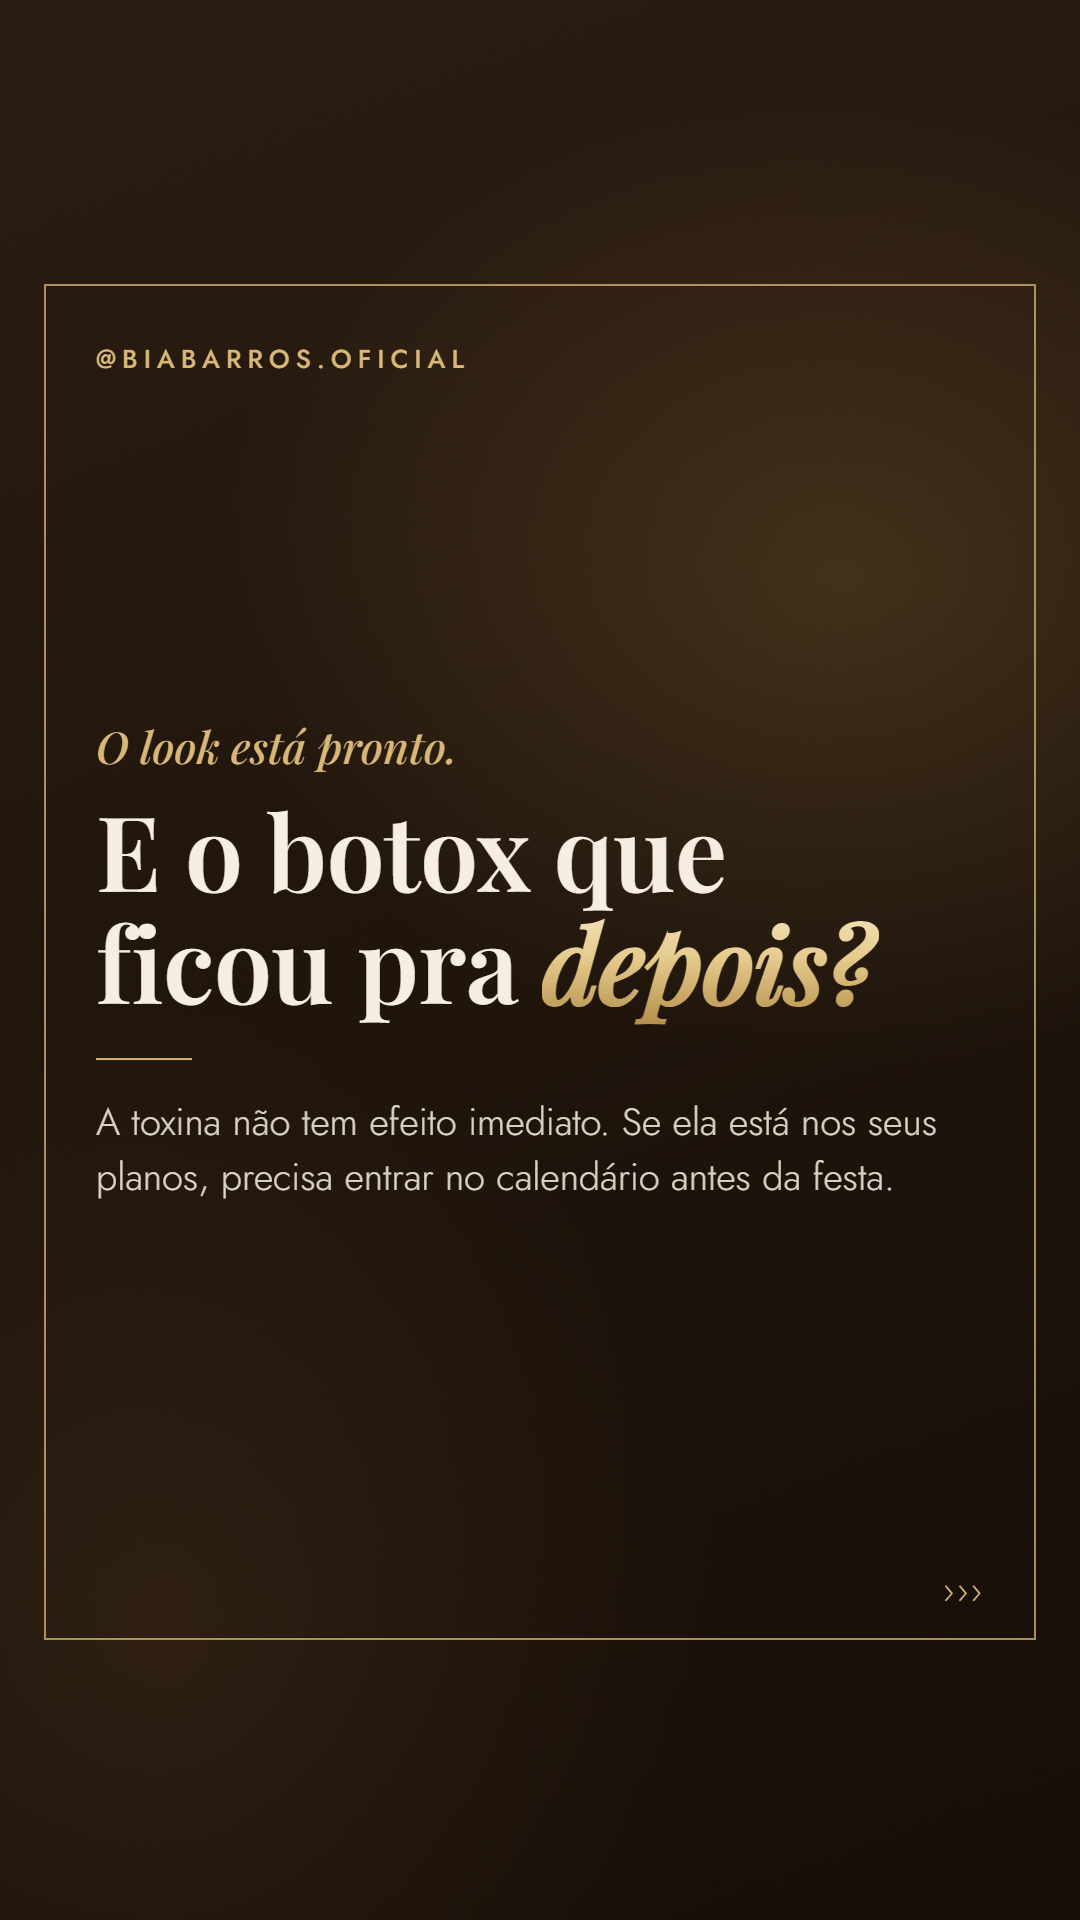 @BIABARROS.OFICIAL
O look está pronto.
E o botox que
ficou pra depois?
A toxina não tem efeito imediato. Se ela está nos seus
planos, precisa entrar no calendário antes da festa.